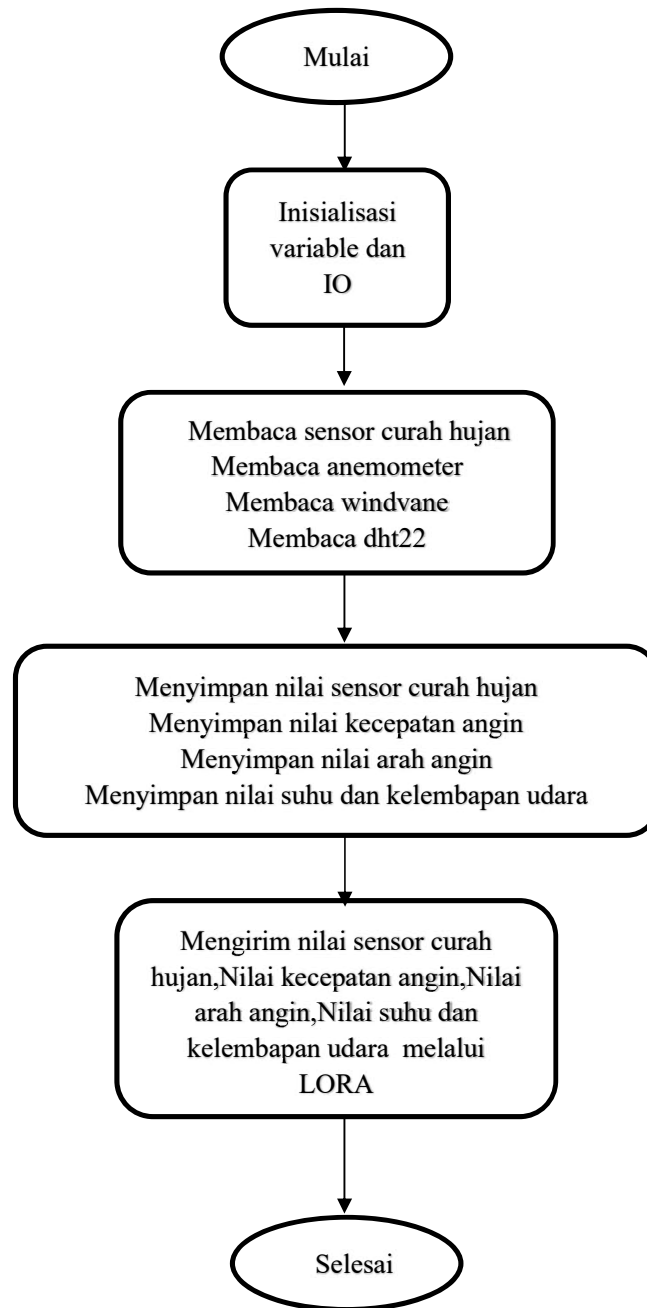 Mulai
Inisialisasi
variable dan
IO
Membaca sensor curah hujan
Membaca anemometer
Membaca windvane
Membaca dht22
Menyimpan nilai sensor curah hujan
Menyimpan nilai kecepatan angin
Menyimpan nilai arah angin
Menyimpan nilai suhu dan kelembapan udara
Mengirim nilai sensor curah
hujan,Nilai kecepatan angin,Nilai
arah angin,Nilai suhu dan
kelembapan udara  melalui
LORA
Selesai